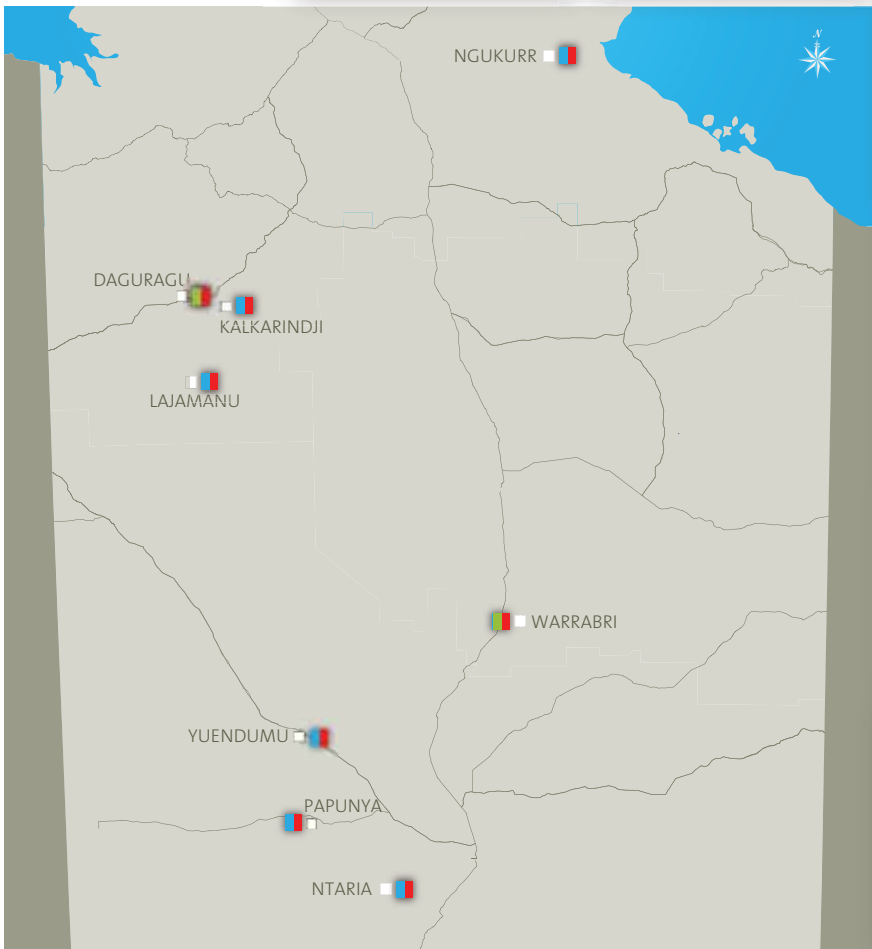 N
NGUKURR
DAGURAGU
KALKARINDJI
LAJAMANU
WARRABRI
YUENDUMU
PAPUNYA
NTARIA